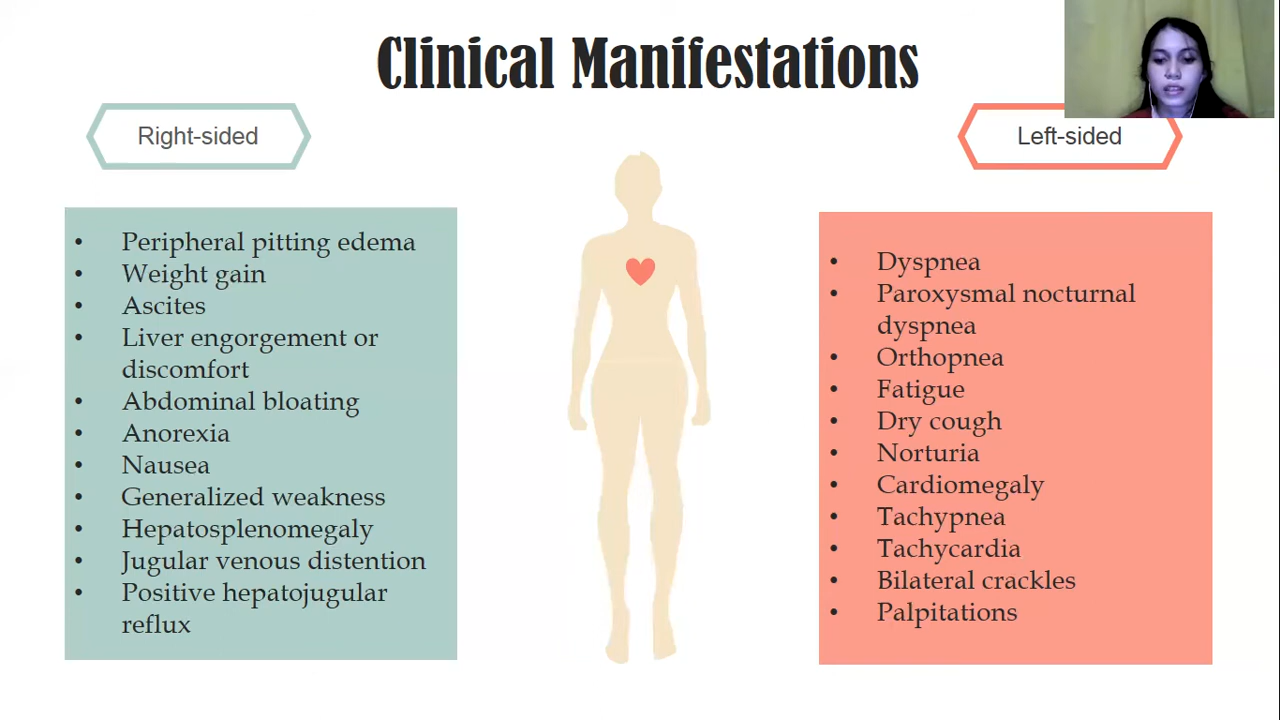 Clinical Manifestations
Right-sided
• Peripheral pitting edema
• Weight gain
• Ascites
• Liver engorgement or
discomfort
• Abdominal bloating
• Anorexia
• Nausea
• Generalized weakness
• Hepatosplenomegaly
• Jugular venous distention
• Positive hepatojugular
reflux
Left-sided
• Dyspnea
• Paroxysmal nocturnal
dyspnea
• Orthopnea
• Fatigue
• Dry cough
• Norturia
• Cardiomegaly
• Tachypnea
• Tachycardia
• Bilateral crackles
• Palpitations